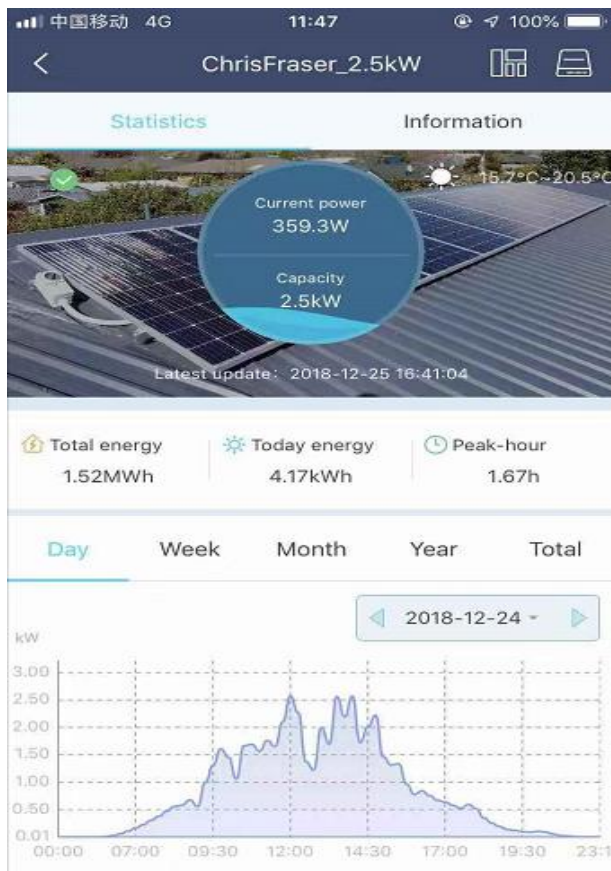 中国移动 4G 11:47 100%
ChrisFraser_2.5kW
Statistics Information
15.7°C~20.5°C
Current power
359.3W
Capacity
2.5kW
Latest update: 2018-12-25 16:41:04
Total energy Today energy Peak-hour
1.52MWh 4.17kWh 1.67h
Day Week Month Year Total
2018-12-24
kW
3.00
2.50
2.00
1.50
1.00
0.50
0.01
00:00 07:00 09:30 12:00 14:30 17:00 19:30 23:1